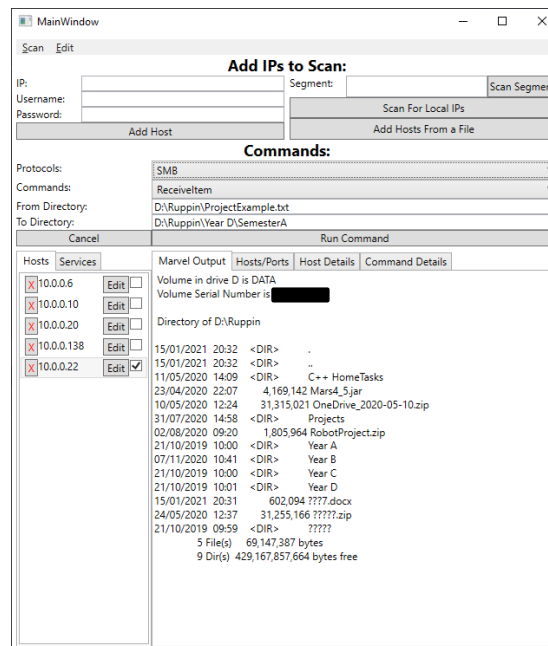 MainWindow
Scan Edit
Add IPs to Scan:
IP:
Segment:
Scan Segmen
Username:
Scan For Local IPs
Password:
Add Host
Add Hosts From a File
Commands:
Protocols:
SMB
Commands:
ReceiveItem
From Directory:
D:\Ruppin\ProjectExample.txt
To Directory:
D:\Ruppin\Year D\SemesterA
Cancel
Run Command
Hosts Services
Marvel Output Hosts/Ports Host Details Command Details
X 10.0.0.6 Edit
X 10.0.0.10 Edit
X 10.0.0.20 Edit
X 10.0.0.138 Edit
X 10.0.0.22 Edit
Volume in drive D is DATA
Volume Serial Number is
Directory of D:\Ruppin
15/01/2021 20:32 <DIR> .
15/01/2021 20:32 <DIR> ..
11/05/2020 14:09 <DIR> C++ HomeTasks
23/04/2020 22:07 4,169,142 Mars4_5.jar
10/05/2020 12:24 31,315,021 OneDrive_2020-05-10.zip
31/07/2020 14:58 <DIR> Projects
02/08/2020 09:20 1,805,964 RobotProject.zip
21/10/2019 10:00 <DIR> Year A
07/11/2020 10:41 <DIR> Year B
21/10/2019 10:00 <DIR> Year C
21/10/2019 10:01 <DIR> Year D
15/01/2021 20:31 602,094 ???7.docx
24/05/2020 12:37 31,255,166 ?????.zip
21/10/2019 09:59 <DIR> ?????
5 File(s) 69,147,387 bytes
9 Dir(s) 429,167,857,664 bytes free